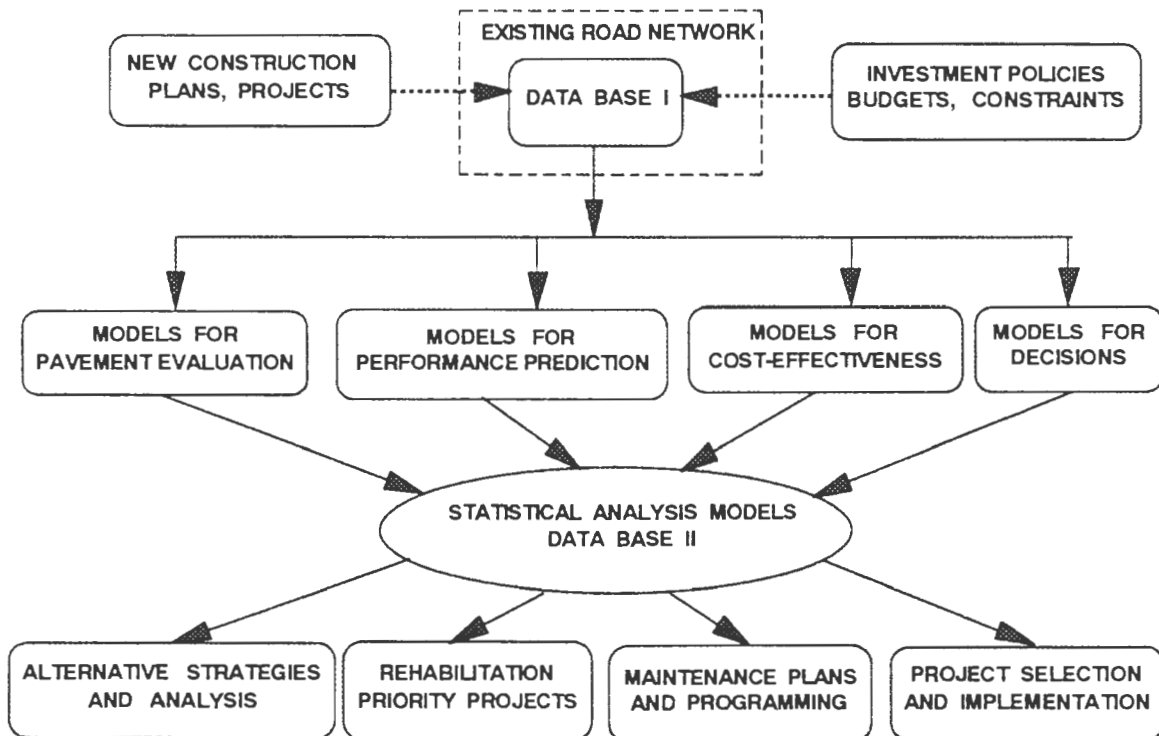 EXISTING ROAD NETWORK
NEW CONSTRUCTION
PLANS, PROJECTS
DATA BASE I
INVESTMENT POLICIES
BUDGETS, CONSTRAINTS
MODELS FOR
PAVEMENT EVALUATION
MODELS FOR
PERFORMANCE PREDICTION
MODELS FOR
COST-EFFECTIVENESS
MODELS FOR
DECISIONS
STATISTICAL ANALYSIS MODELS
DATA BASE II
ALTERNATIVE STRATEGIES
AND ANALYSIS
REHABILITATION
PRIORITY PROJECTS
MAINTENANCE PLANS
AND PROGRAMMING
PROJECT SELECTION
AND IMPLEMENTATION